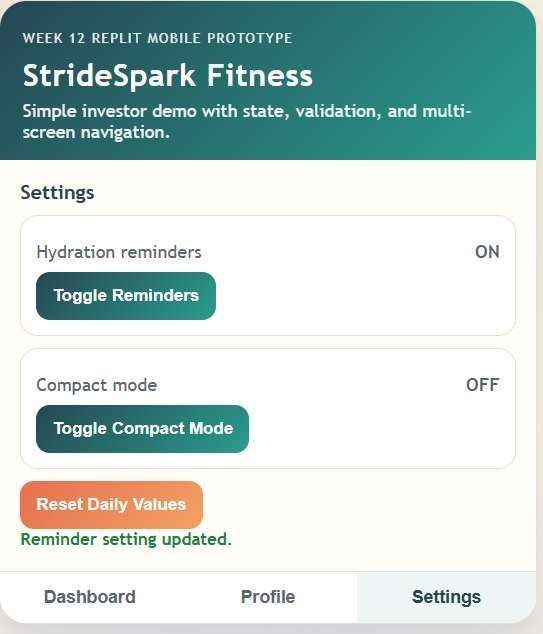 WEEK 12 REPLIT MOBILE PROTOTYPE
StrideSpark Fitness
Simple investor demo with state, validation, and multi-
screen navigation.
Settings
Hydration reminders ON
Toggle Reminders
Compact mode OFF
Toggle Compact Mode
Reset Daily Values
Reminder setting updated.
Dashboard Profile Settings